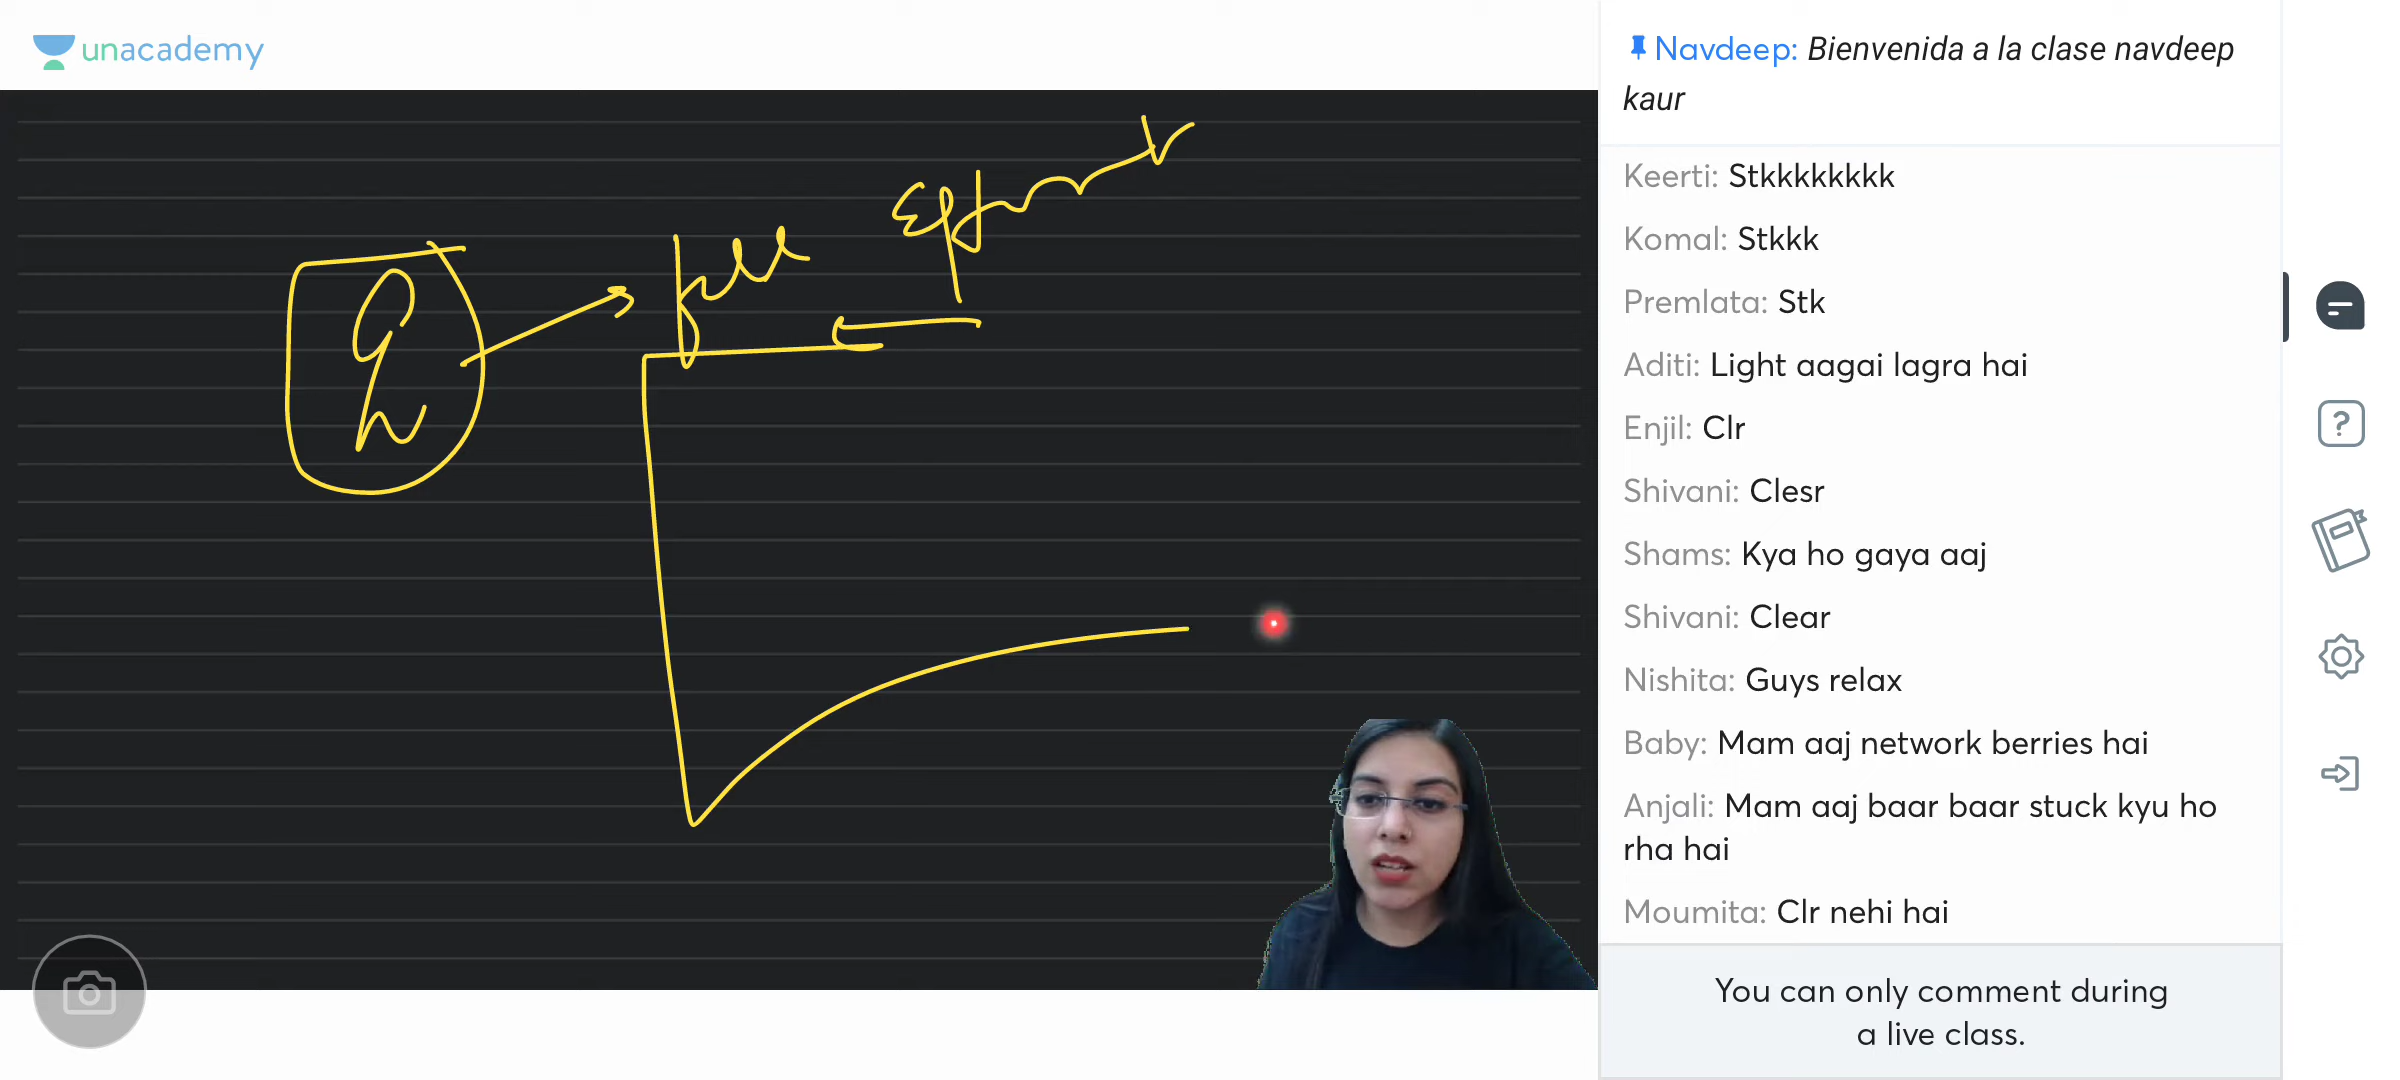 unacademy
Navdeep: Bienvenida a la clase navdeep
kaur
Keerti: Stkkkkkkkk
Komal: Stkkk
Premlata: Stk
Aditi: Light aagai lagra hai
Enjil: Clr
Shivani: Clesr
Shams: Kya ho gaya aaj
Shivani: Clear
Nishita: Guys relax
Baby: Mam aaj network berries hai
Anjali: Mam aaj baar baar stuck kyu ho
rha hai
Moumita: Clr nehi hai
You can only comment during
a live class.
?